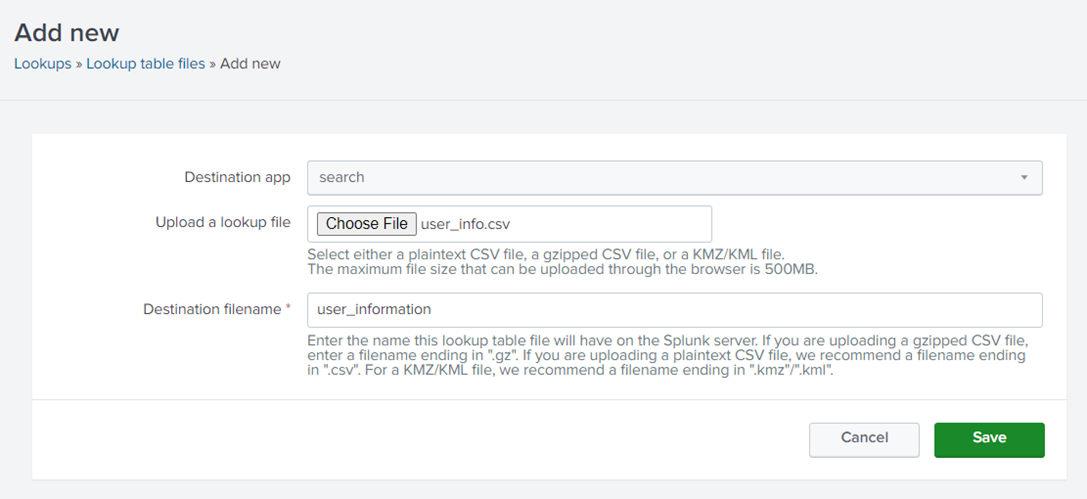 Add new
Lookups » Lookup table files » Add new
Destination app
search
Upload a lookup file
Choose File user_info.csv
Select either a plaintext CSV file, a gzipped CSV file, or a KMZ/KML file.
The maximum file size that can be uploaded through the browser is 500MB.
Destination filename *
user_information
Enter the name this lookup table file will have on the Splunk server. If you are uploading a gzipped CSV file,
enter a filename ending in ".gz". If you are uploading a plaintext CSV file, we recommend a filename ending
in ".csv". For a KMZ/KML file, we recommend a filename ending in ".kmz"/".kml".
Cancel
Save